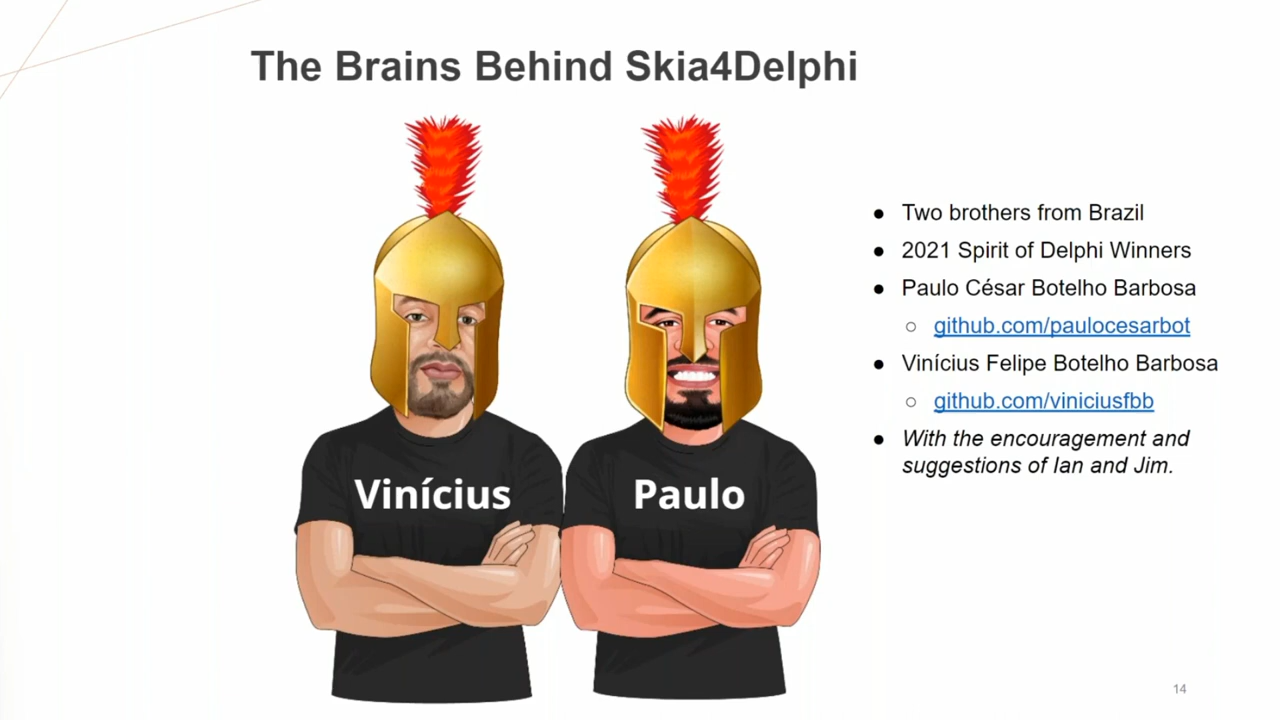 The Brains Behind Skia4Delphi
Vinícius
Paulo
● Two brothers from Brazil
● 2021 Spirit of Delphi Winners
● Paulo César Botelho Barbosa
○ github.com/paulocesarbot
● Vinícius Felipe Botelho Barbosa
○ github.com/viniciusfbb
● With the encouragement and
suggestions of Ian and Jim.
14